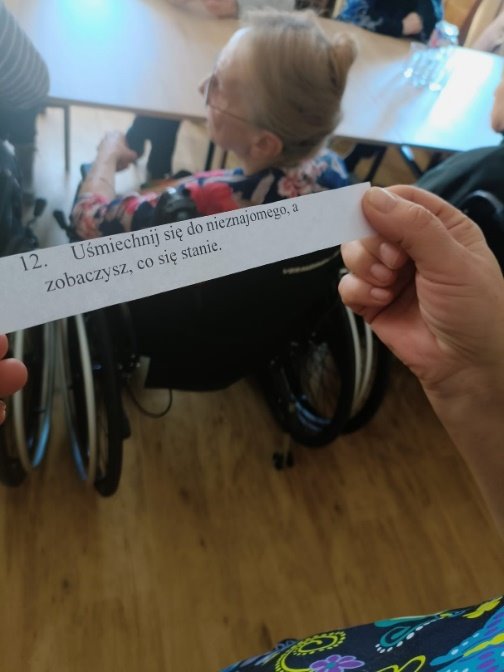 12. Uśmiechnij się do nieznajomego, a
zobaczysz, co się stanie.